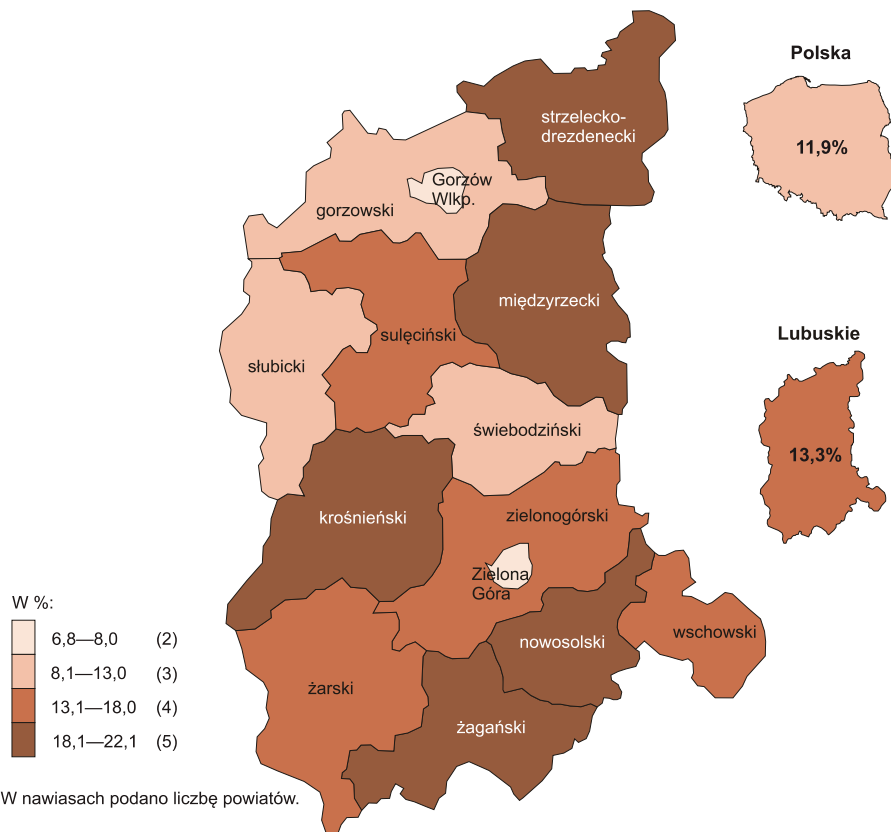 Polska
11,9%
strzelecko-
drezdenecki
Gorzów
Wlkp.
gorzowski
międzyrzecki
Lubuskie
13,3%
sulęciński
słubicki
świebodziński
krośnieński
zielonogórski
Zielona
Góra
W %:
6,8—8,0 (2)
8,1—13,0 (3)
13,1—18,0 (4)
18,1—22,1 (5)
wschowski
nowosolski
żarski
żagański
W nawiasach podano liczbę powiatów.